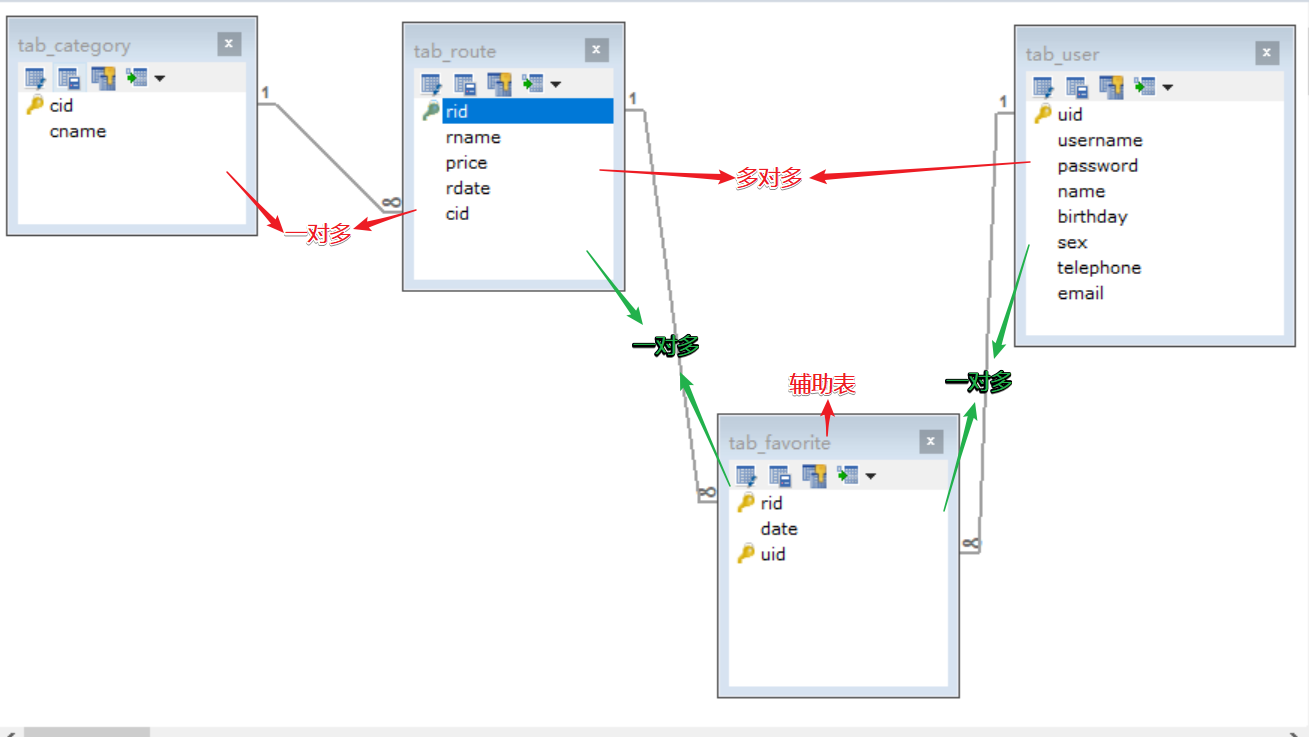 tab_category
x
cid
cname
1
∞
一对多
tab_route
x
rid
rname
price
rdate
cid
1
多对多
1
tab_user
x
uid
username
password
name
birthday
sex
telephone
email
一对多
一对多
辅助表
tab_favorite
x
rid
date
uid
∞
∞